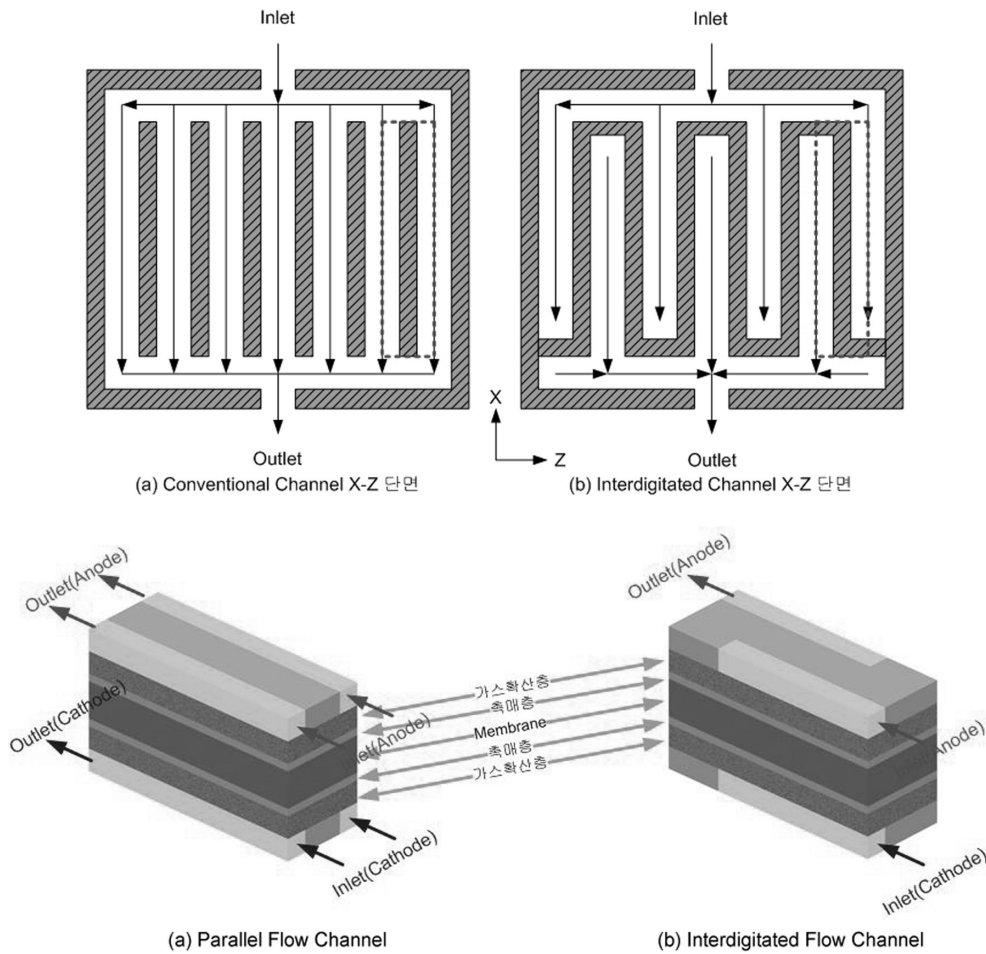 Inlet
Inlet
X
Z
Outlet
Outlet
(a) Conventional Channel X-Z 단면
(b) Interdigitated Channel X-Z 단면
Outlet(Anode)
Outlet(Anode)
Outlet(Cathode)
가스확산층
촉매층
Membrane
촉매층
가스확산층
Inlet(Cathode)
Inlet(Cathode)
(a) Parallel Flow Channel
(b) Interdigitated Flow Channel